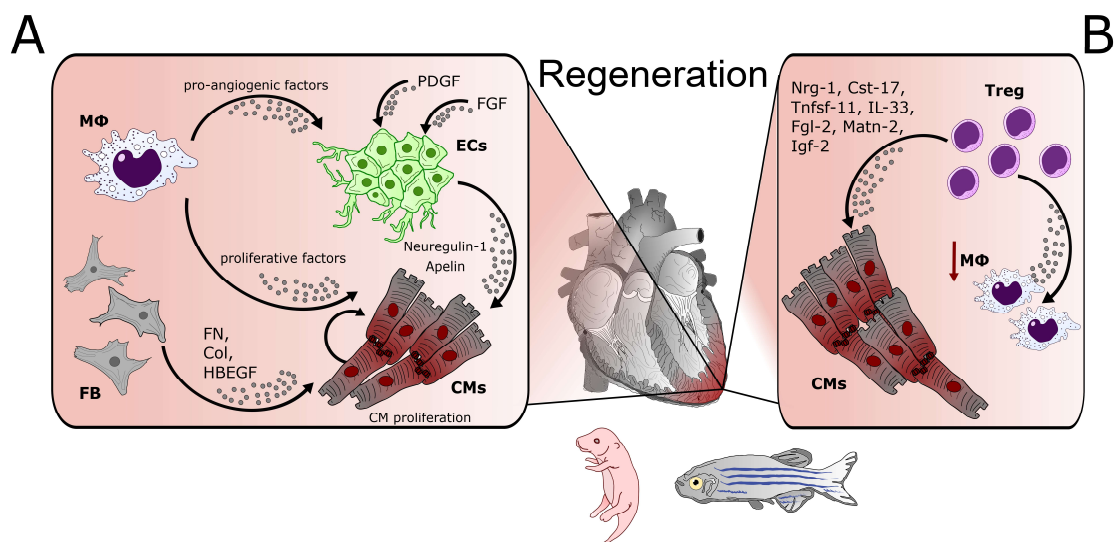 A
B
Regeneration
pro-angiogenic factors
PDGF
FGF
MΦ
ECs
Neuregulin-1
Apelin
proliferative factors
FN,
Col,
HBEGF
FB
CMs
CM proliferation
Nrg-1, Cst-17,
Tnfsf-11, IL-33,
Fgl-2, Matn-2,
Igf-2
Treg
MΦ
CMs